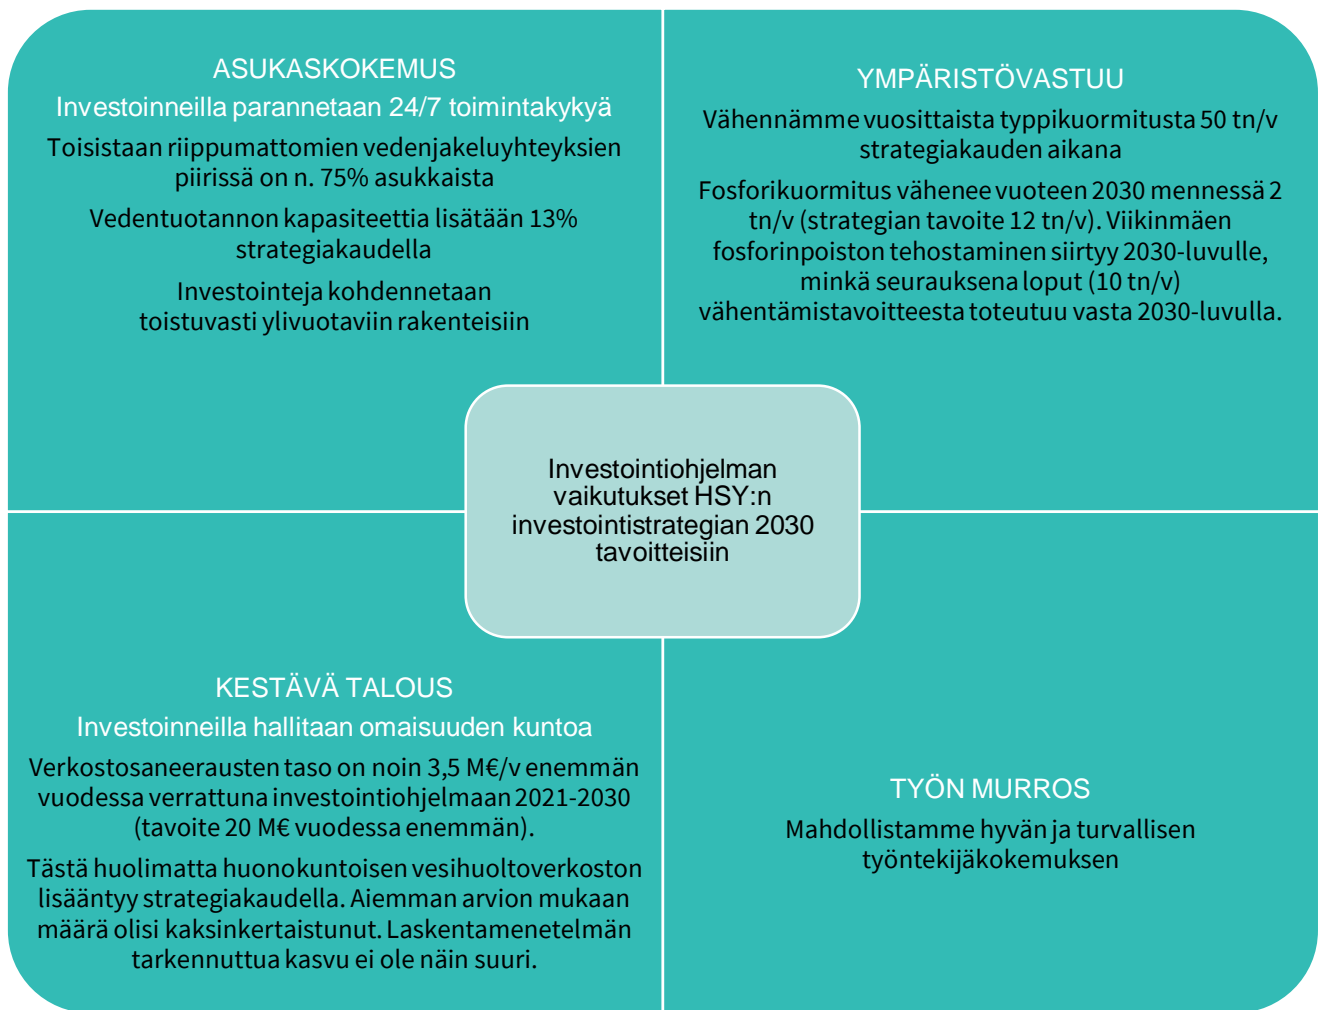 ASUKASKOKEMUS
Investoinneilla parannetaan 24/7 toimintakykyä
Toisistaan riippumattomien vedenjakeluyhteyksien
piirissä on n. 75% asukkaista
Vedentuotannon kapasiteettia lisätään 13%
strategiakaudella
Investointeja kohdennetaan
toistuvasti ylivuotaviin rakenteisiin
YMPÄRISTÖVASTUU
Vähennämme vuosittaista typpikuormitusta 50 tn/v
strategiakauden aikana
Fosforikuormitus vähenee vuoteen 2030 mennessä 2
tn/v (strategian tavoite 12 tn/v). Viikinmäen
fosforinpoiston tehostaminen siirtyy 2030-luvulle,
minkä seurauksena loput (10 tn/v)
vähentämistavoitteesta toteutuu vasta 2030-luvulla.
Investointiohjelman
vaikutukset HSY:n
investointistrategian 2030
tavoitteisiin
KESTÄVÄ TALOUS
Investoinneilla hallitaan omaisuuden kuntoa
Verkostosaneerausten taso on noin 3,5 M€/v enemmän
vuodessa verrattuna investointiohjelmaan 2021-2030
(tavoite 20 M€ vuodessa enemmän).
Tästä huolimatta huonokuntoisen vesihuoltoverkoston
lisääntyy strategiakaudella. Aiemman arvion mukaan
määrä olisi kaksinkertaistunut. Laskentamenetelmän
tarkennuttua kasvu ei ole näin suuri.
TYÖN MURROS
Mahdollistamme hyvän ja turvallisen
työntekijäkokemuksen